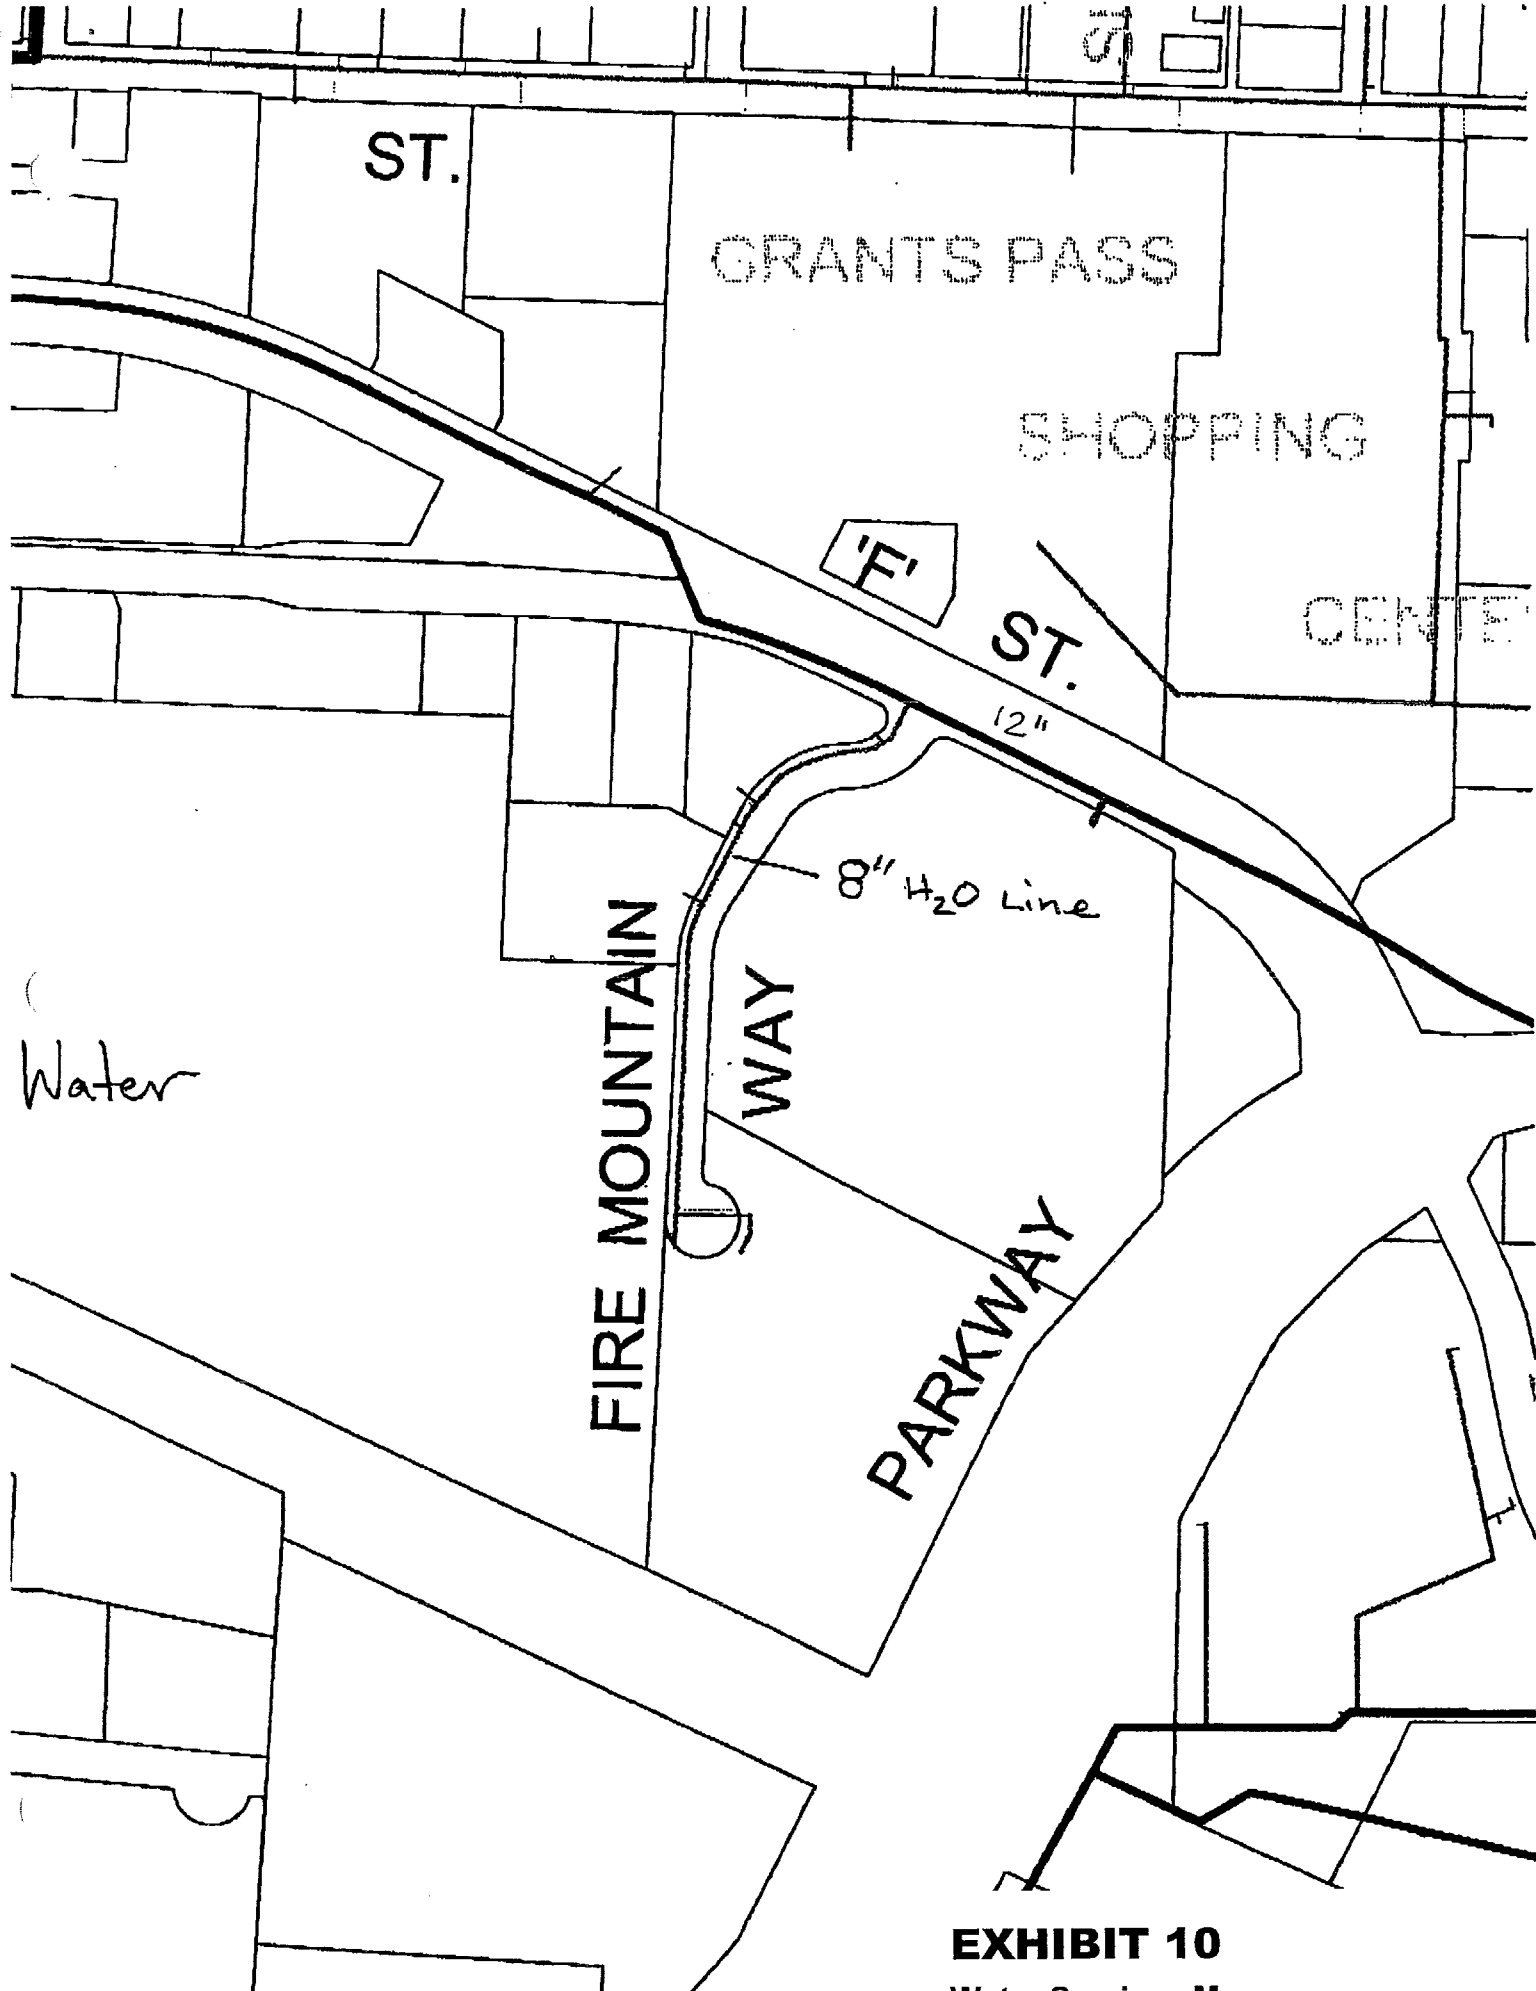 ST.
GRANTS PASS
SHOPPING
'F'
ST.
12"
8" H₂O Line
FIRE MOUNTAIN
WAY
Water
PARKWAY
EXHIBIT 10